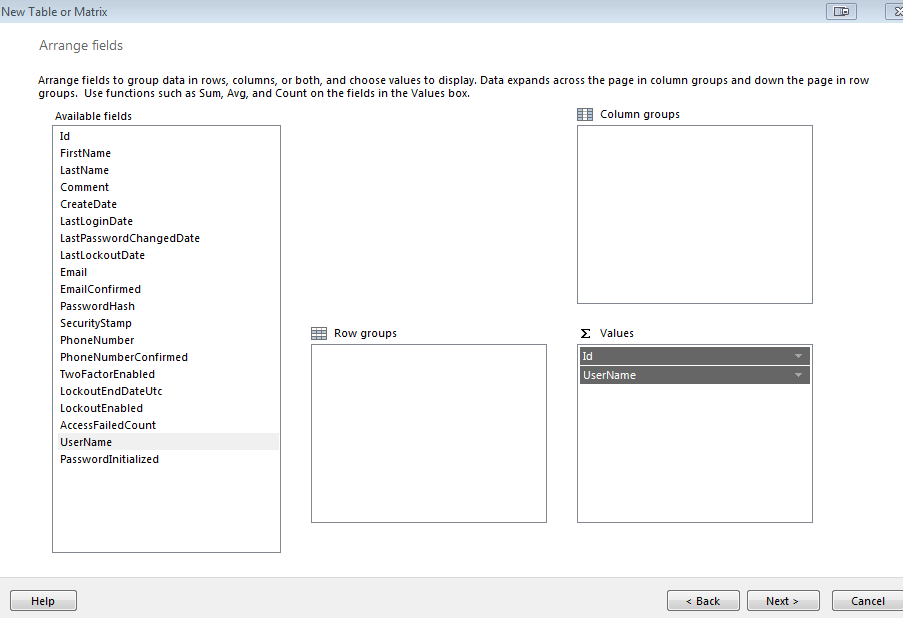 New Table or Matrix
Arrange fields
Arrange fields to group data in rows, columns, or both, and choose values to display. Data expands across the page in column groups and down the page in row
groups.  Use functions such as Sum, Avg, and Count on the fields in the Values box.
Available fields
Id
FirstName
LastName
Comment
CreateDate
LastLoginDate
LastPasswordChangedDate
LastLockoutDate
Email
EmailConfirmed
PasswordHash
SecurityStamp
PhoneNumber
PhoneNumberConfirmed
TwoFactorEnabled
LockoutEndDateUtc
LockoutEnabled
AccessFailedCount
UserName
PasswordInitialized
Column groups
Row groups
Σ Values
Id
UserName
Help
< Back
Next >
Cancel